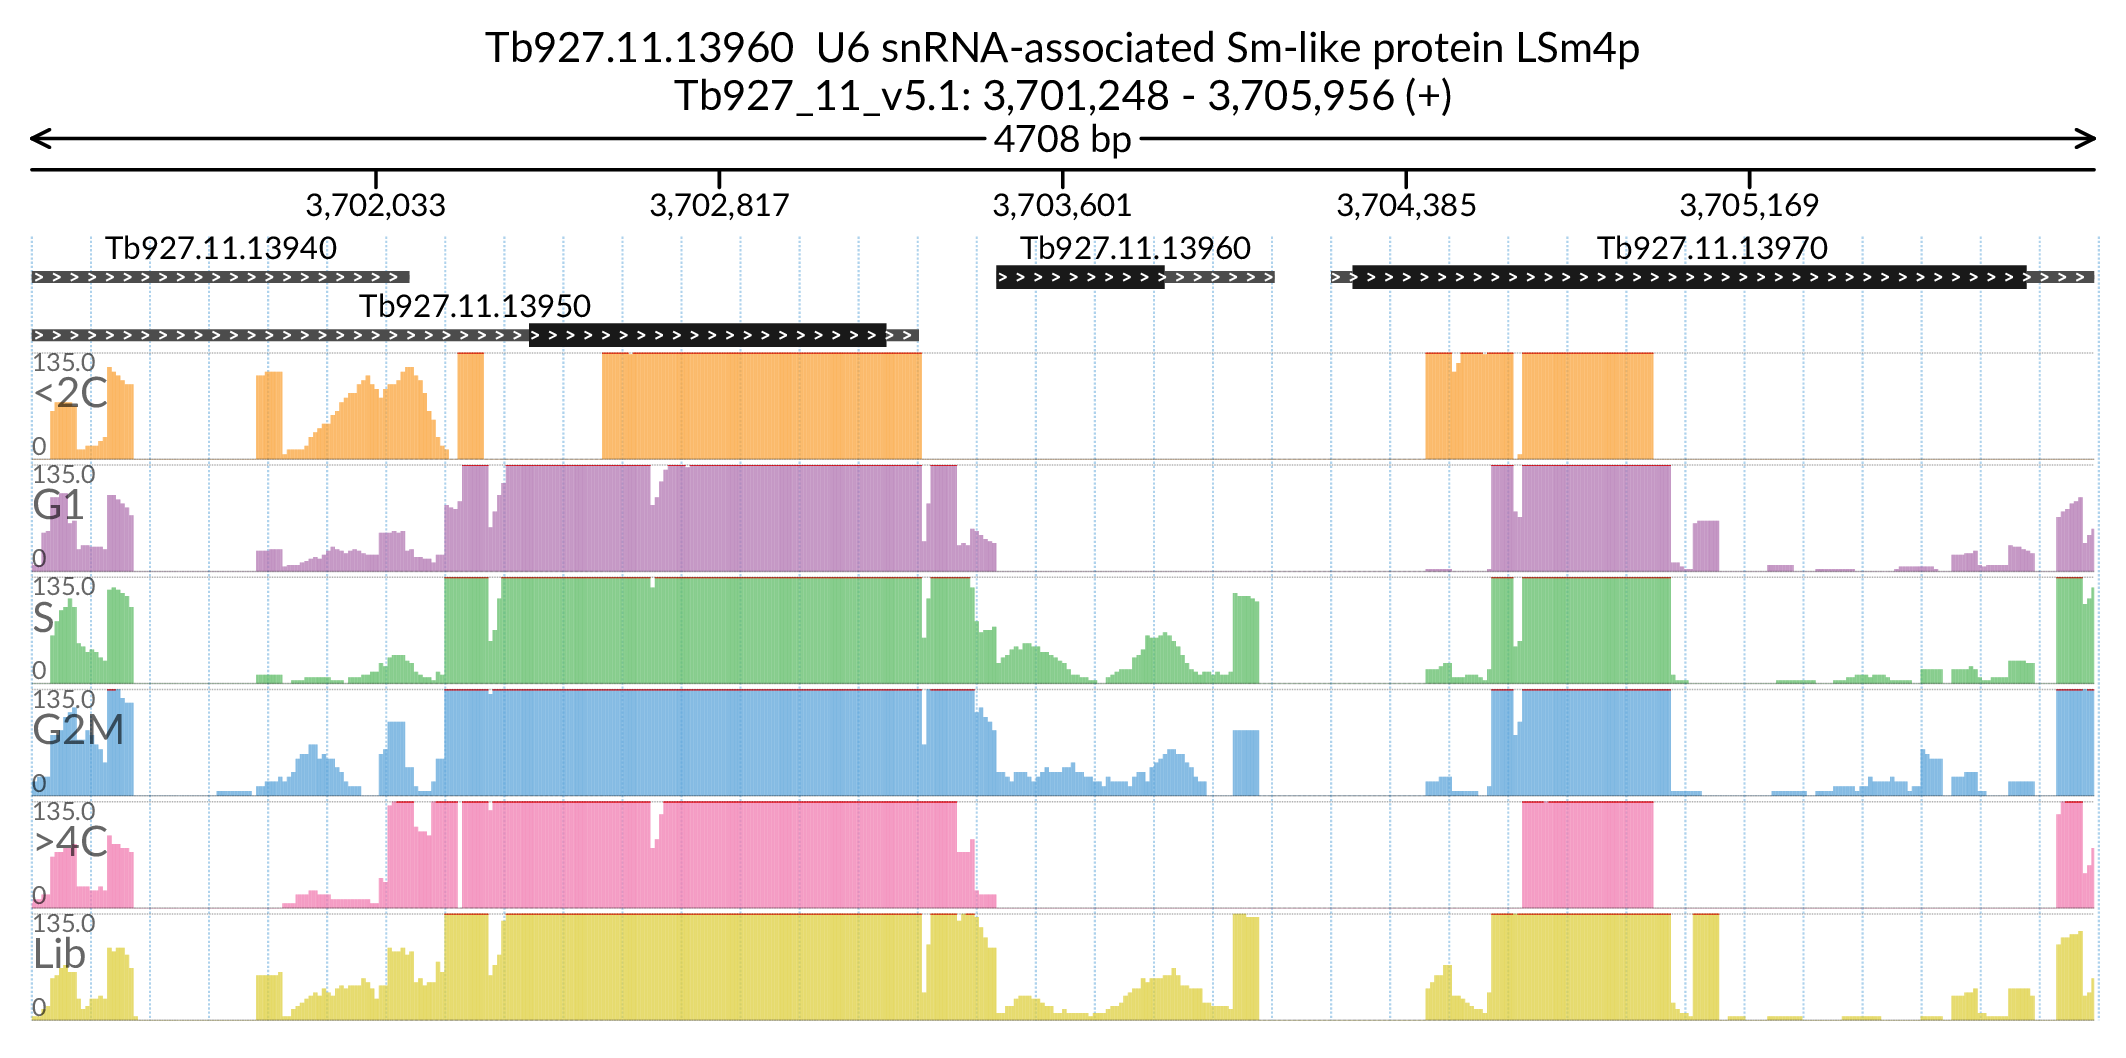 Tb927.11.13960  U6 snRNA-associated Sm-like protein LSm4p
Tb927_11_v5.1: 3,701,248 - 3,705,956 (+)
4708 bp
3,702,033 3,702,817 3,703,601 3,704,385 3,705,169
Tb927.11.13940 Tb927.11.13960 Tb927.11.13970
Tb927.11.13950
135.0
<2C
0
135.0
G1
0
135.0
S
0
135.0
G2M
0
135.0
>4C
0
135.0
Lib
0